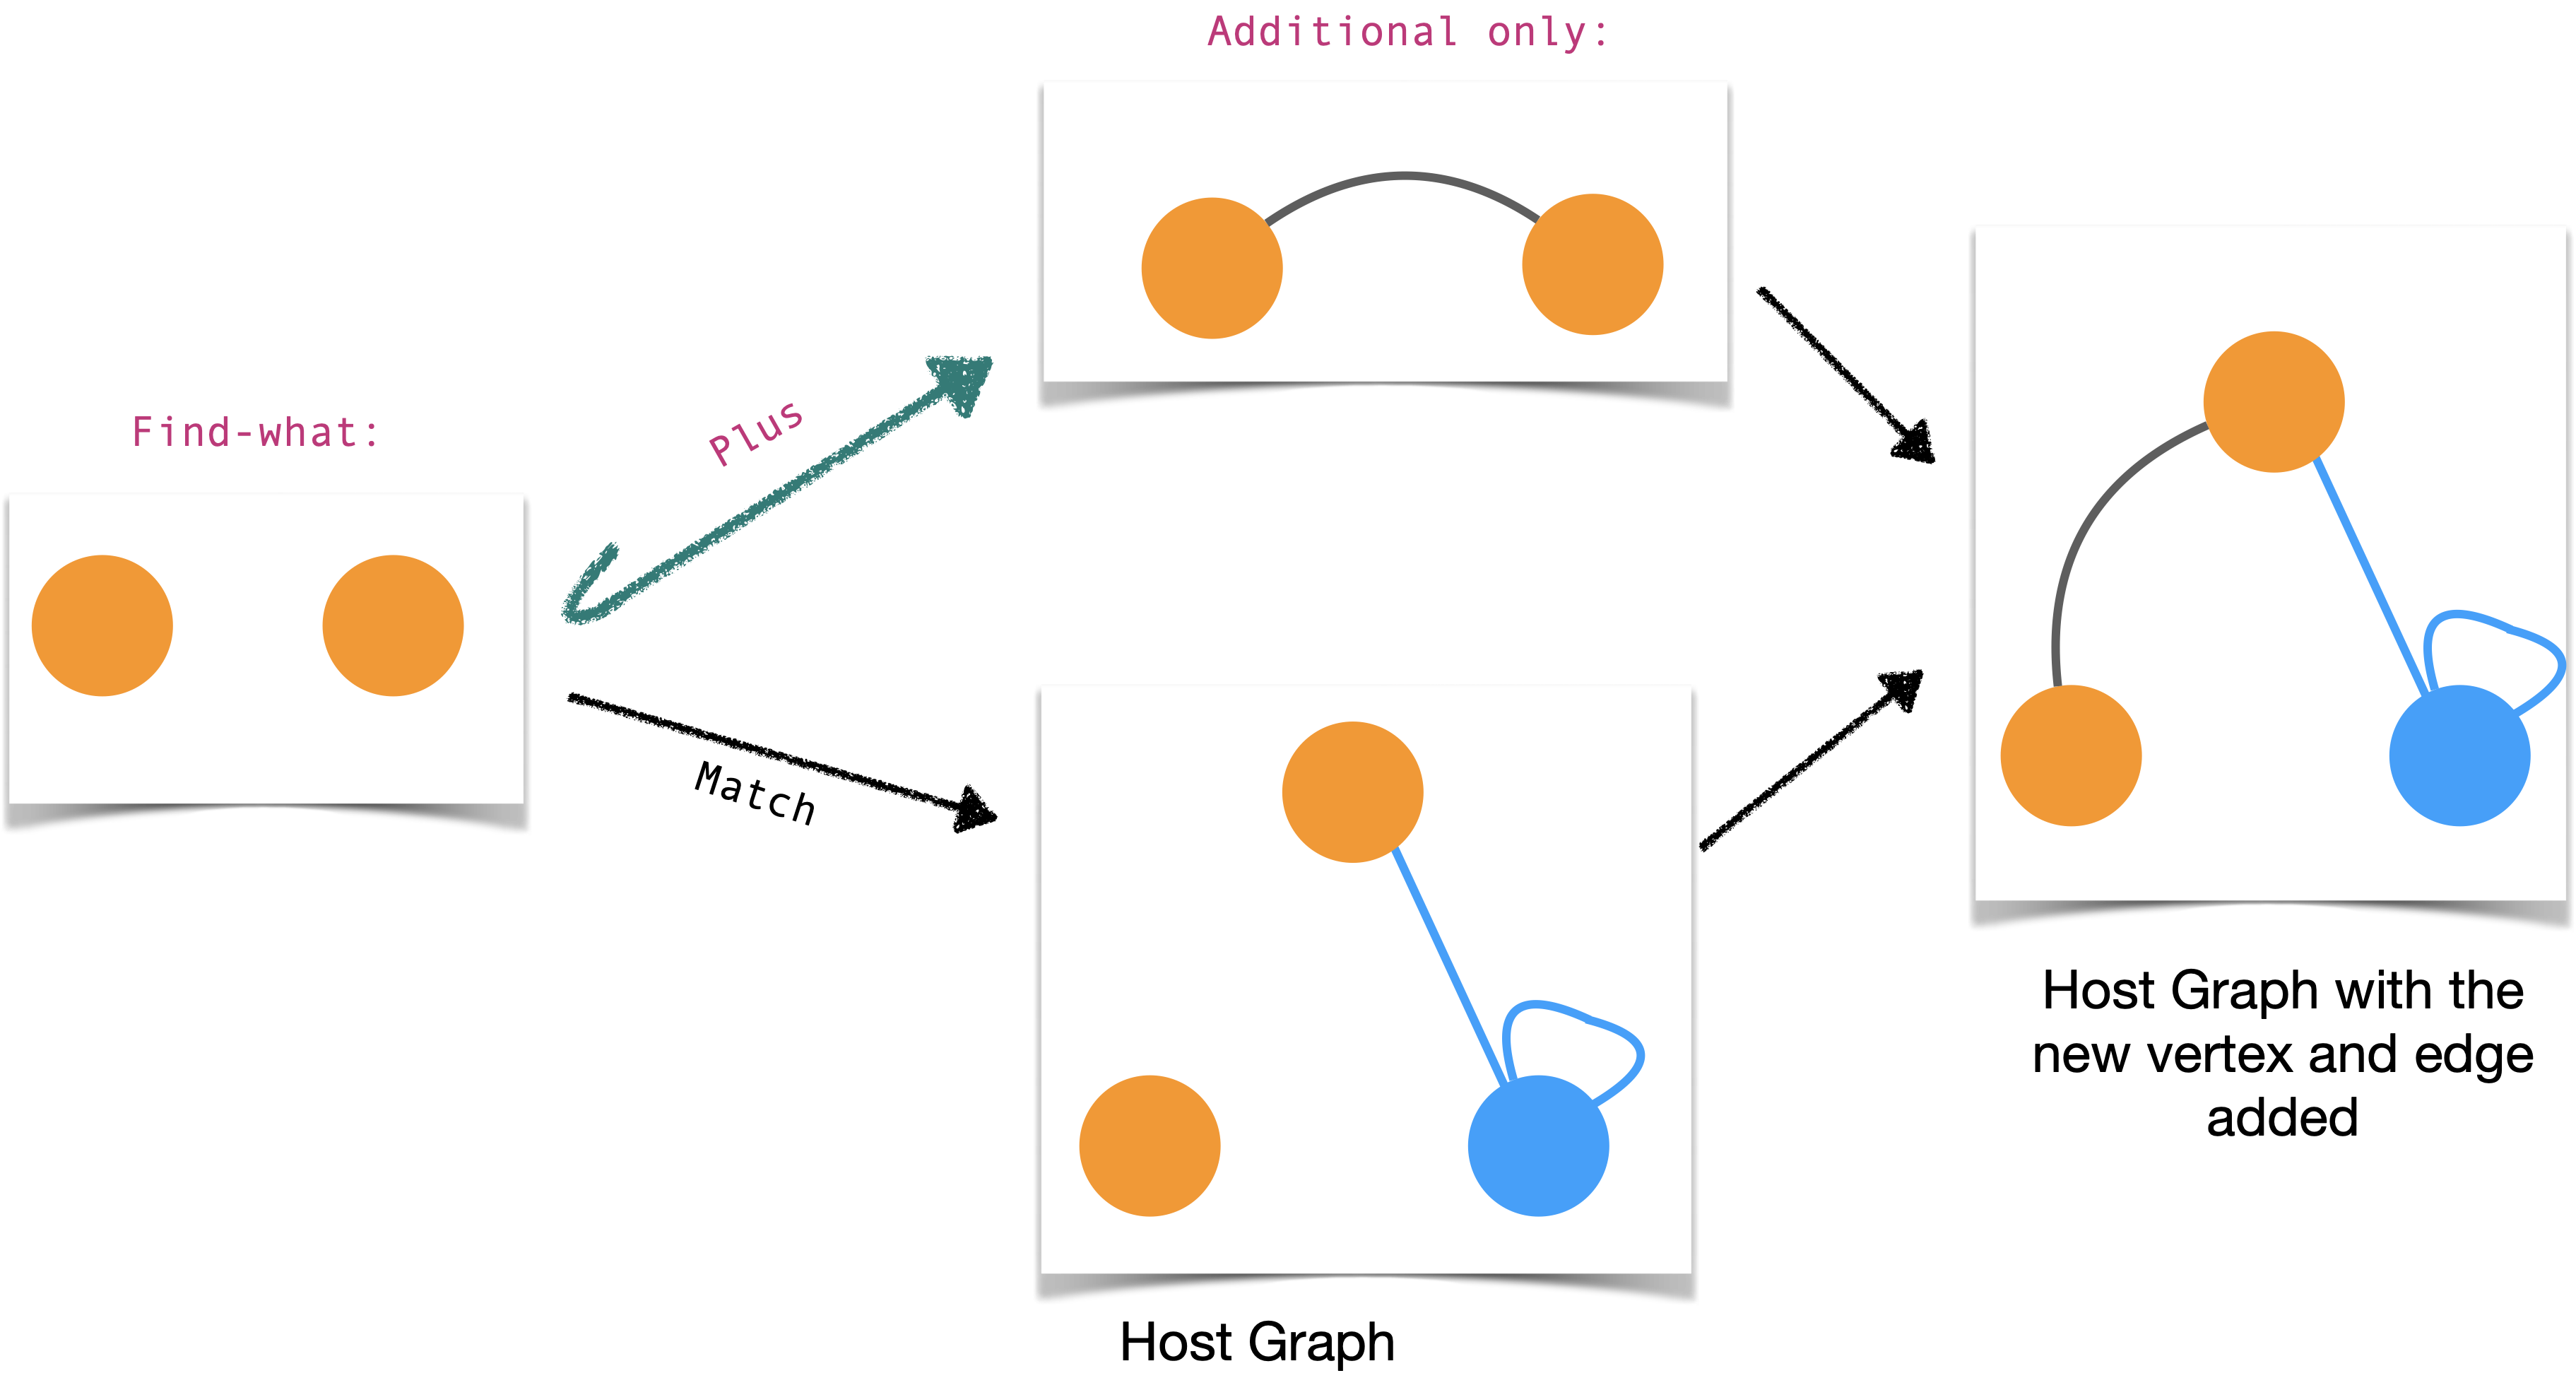 Additional only:
Find-what:
Plus
Match
Host Graph with the
new vertex and edge
added
Host Graph